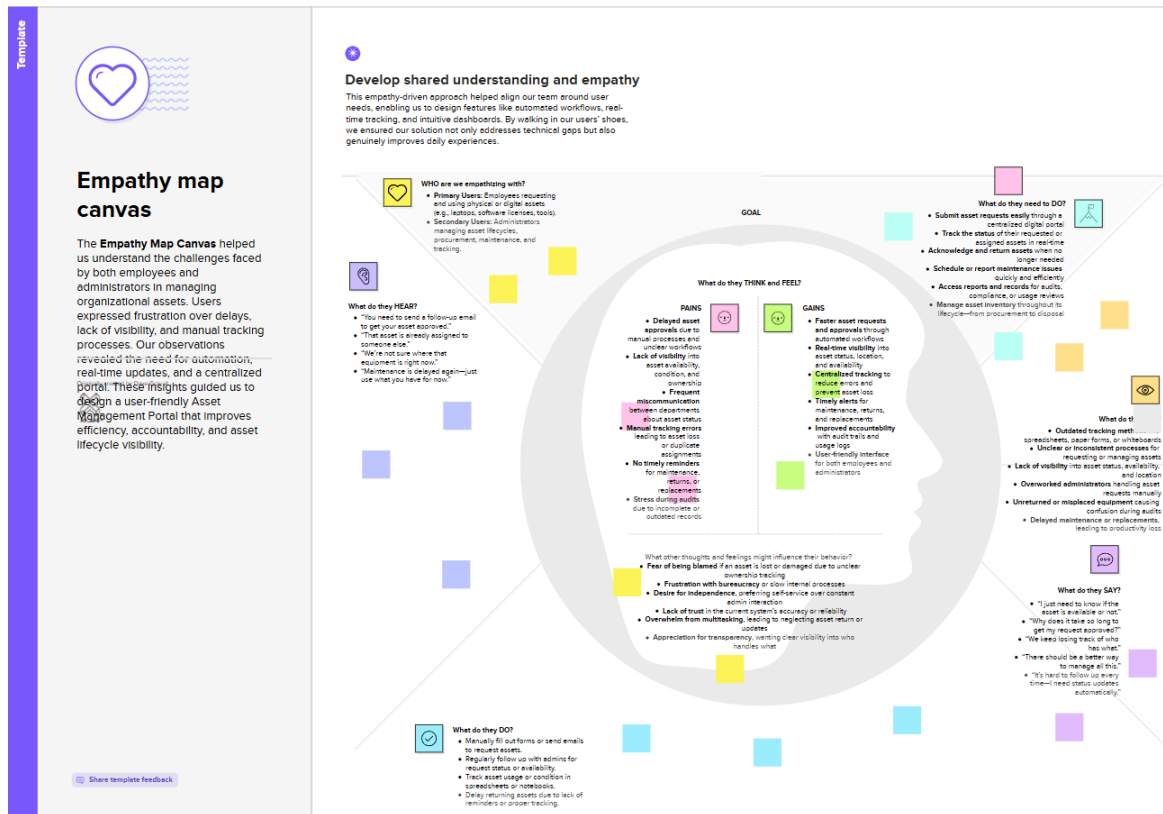 Template
Empathy map
canvas
The Empathy Map Canvas helped
us understand the challenges faced
by both employees and
administrators in managing
organizational assets. Users
expressed frustration over delays,
lack of visibility, and manual tracking
processes. Our observations
revealed the need for automation,
real-time updates, and a centralized
portal. These insights guided us to
design a user-friendly Asset
Management Portal that improves
efficiency, accountability, and asset
lifecycle visibility.
Share template feedback
Develop shared understanding and empathy
This empathy-driven approach helped align our team around user
needs, enabling us to design features like automated workflows, real-
time tracking, and intuitive dashboards. By walking in our users' shoes,
we ensured our solution not only addresses technical gaps but also
genuinely improves daily experiences.
WHO are we empathizing with?
• Primary Users: Employees requesting
and using physical or digital assets
(e.g., laptops, software licenses, tools).
• Secondary Users: Administrators
managing asset lifecycles,
procurement, maintenance, and
tracking.
GOAL
What do they need to DO?
• Submit asset requests easily through a
centralized digital portal
• Track the status of their requested or
assigned assets in real-time
• Acknowledge and return assets when no
longer needed
• Schedule or report maintenance issues
quickly and efficiently
• Access reports and records for audits,
compliance, or usage reviews
• Manage asset inventory throughout its
lifecycle—from procurement to disposal
What do they HEAR?
• "You need to send a follow-up email
to get your asset approved."
• "That asset is already assigned to
someone else."
• "We're not sure where that
equipment is right now."
• "Maintenance is delayed again—just
use what you have for now."
What do they THINK and FEEL?
PAINS
• Delayed asset
approvals due to
manual processes and
unclear workflows
• Lack of visibility into
asset availability,
condition, and
ownership
• Frequent
miscommunication
between departments
about asset status
• Manual tracking errors
leading to asset loss
or duplicate
assignments
• No timely reminders
for maintenance,
returns, or
replacements
• Stress during audits
due to incomplete or
outdated records
GAINS
• Faster asset requests
and approvals through
automated workflows
• Real-time visibility into
asset status, location,
and availability
• Centralized tracking to
reduce errors and
prevent asset loss
• Timely alerts for
maintenance, returns,
and replacements
• Improved accountability
with audit trails and
usage logs
• User-friendly interface
for both employees and
administrators
What other thoughts and feelings might influence their behavior?
• Fear of being blamed if an asset is lost or damaged due to unclear
ownership tracking
• Frustration with bureaucracy or slow internal processes
• Desire for independence, preferring self-service over constant
admin interaction
• Lack of trust in the current system's accuracy or reliability
• Overwhelm from multitasking, leading to neglecting asset return or
updates
• Appreciation for transparency, wanting clear visibility into who
handles what
What do th
• Outdated tracking
spreadsheets, paper forms, or whiteboards
• Unclear or inconsistent processes for
requesting or managing assets
• Lack of visibility into asset status, availability,
and location
• Overworked administrators handling asset
requests manually
• Unreturned or misplaced equipment causing
confusion during audits
• Delayed maintenance or replacements,
leading to productivity loss
What do they SAY?
• "I just need to know if the
asset is available or not."
• "Why does it take so long to
get my request approved?"
• "We keep losing track of who
has what."
• "There should be a better way
to manage all this."
• "It's hard to follow up every
time—I need status updates
automatically."
What do they DO?
• Manually fill out forms or send emails
to request assets.
• Regularly follow up with admins for
request status or availability.
• Track asset usage or condition in
spreadsheets or notebooks.
• Delay returning assets due to lack of
reminders or proper tracking.